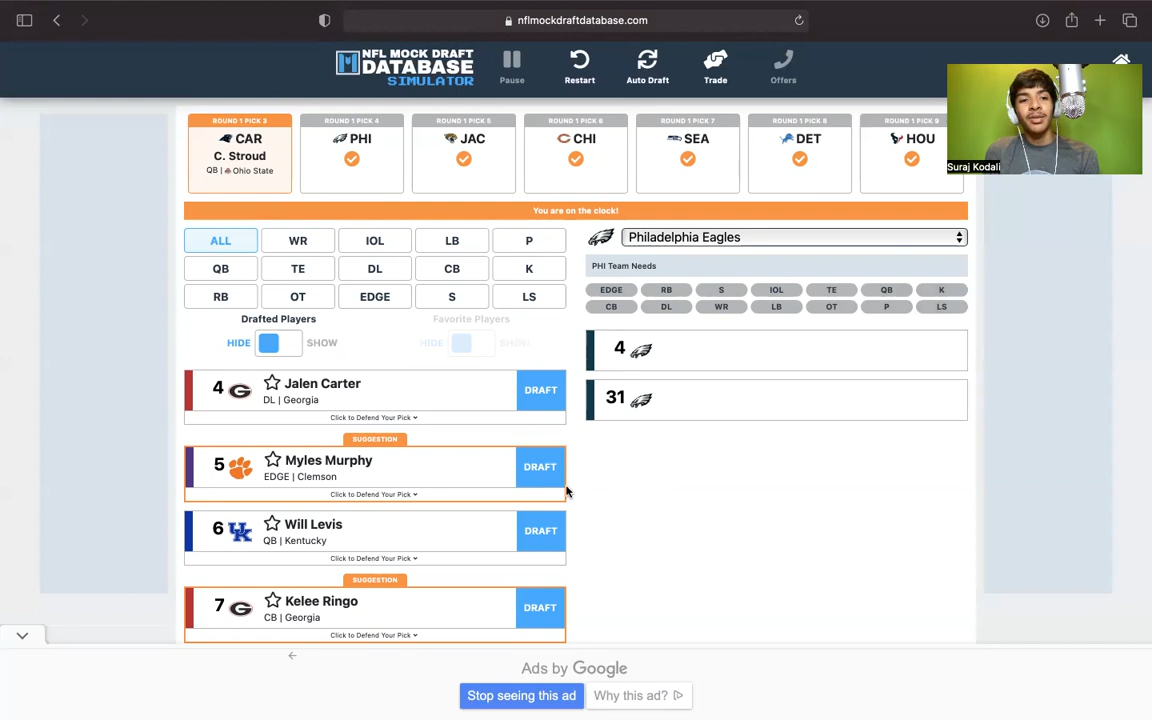 nflmockdraftdatabase.com
NFL MOCK DRAFT
DATABASE
SIMULATOR
Pause
Restart
Auto Draft
Trade
Offers
Suraj Kodali
ROUND 1 PICK 3
CAR
C. Stroud
QB | Ohio State
ROUND 1 PICK 4
PHI
ROUND 1 PICK 5
JAC
ROUND 1 PICK 6
CHI
ROUND 1 PICK 7
SEA
ROUND 1 PICK 8
DET
ROUND 1 PICK 9
HOU
You are on the clock!
ALL WR IOL LB P
QB TE DL CB K
RB OT EDGE S LS
Drafted Players
HIDE SHOW
Favorite Players
HIDE SHOW
4 Jalen Carter
DL | Georgia
DRAFT
Click to Defend Your Pick
SUGGESTION
5 Myles Murphy
EDGE | Clemson
DRAFT
Click to Defend Your Pick
6 Will Levis
QB | Kentucky
DRAFT
Click to Defend Your Pick
SUGGESTION
7 Kelee Ringo
CB | Georgia
DRAFT
Click to Defend Your Pick
Philadelphia Eagles
PHI Team Needs
EDGE RB S IOL TE QB K
CB DL WR LB OT P LS
4
31
Ads by Google
Stop seeing this ad
Why this ad?